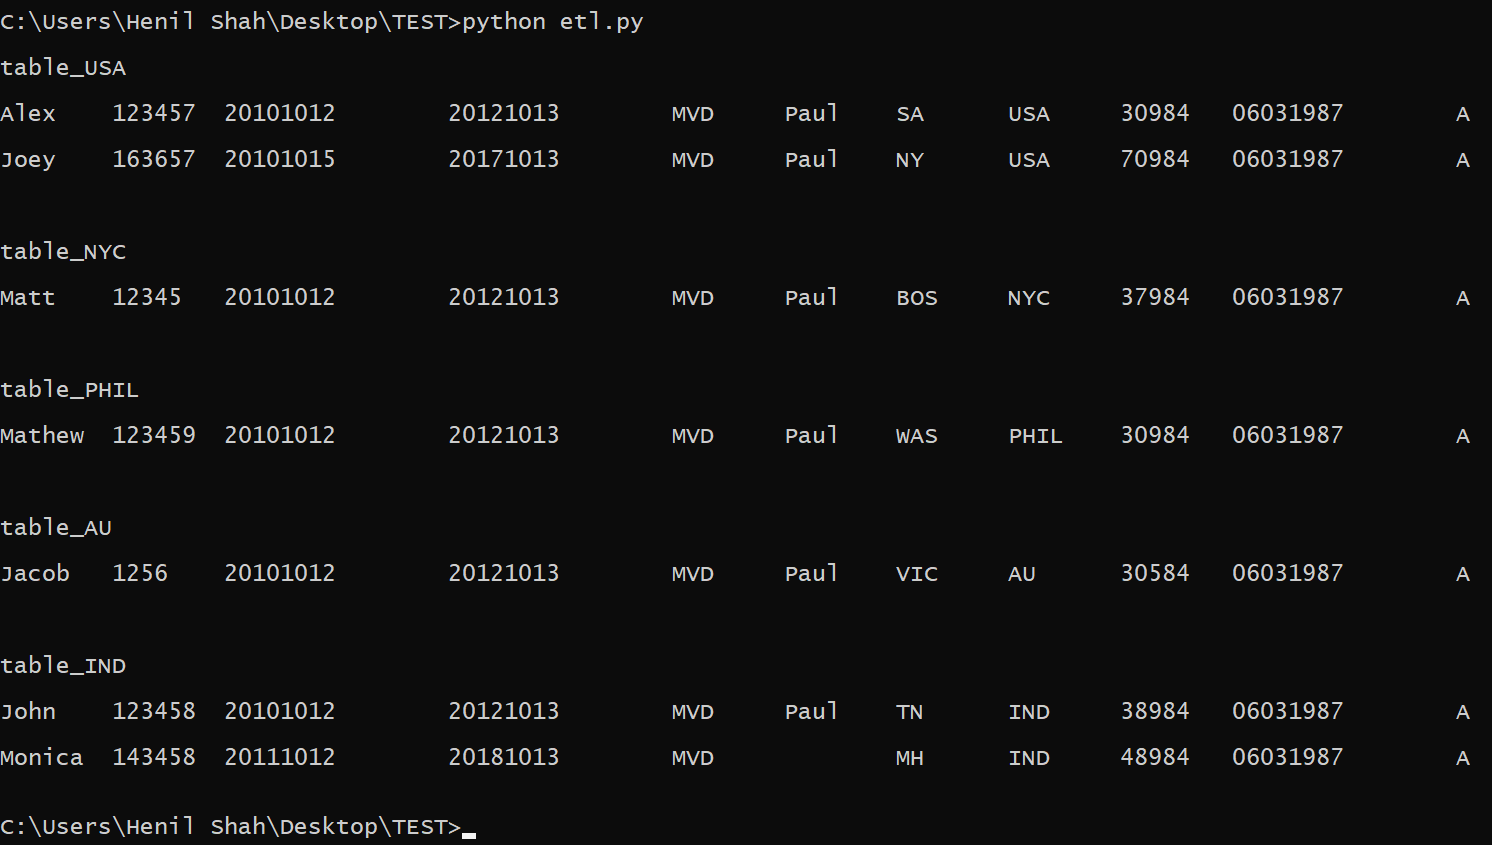 C:\Users\Henil Shah\Desktop\TEST>python etl.py
table_USA
Alex 123457 20101012 20121013 MVD Paul SA USA 30984 06031987 A
Joey 163657 20101015 20171013 MVD Paul NY USA 70984 06031987 A
table_NYC
Matt 12345 20101012 20121013 MVD Paul BOS NYC 37984 06031987 A
table_PHIL
Mathew 123459 20101012 20121013 MVD Paul WAS PHIL 30984 06031987 A
table_AU
Jacob 1256 20101012 20121013 MVD Paul VIC AU 30584 06031987 A
table_IND
John 123458 20101012 20121013 MVD Paul TN IND 38984 06031987 A
Monica 143458 20111012 20181013 MVD MH IND 48984 06031987 A
C:\Users\Henil Shah\Desktop\TEST>